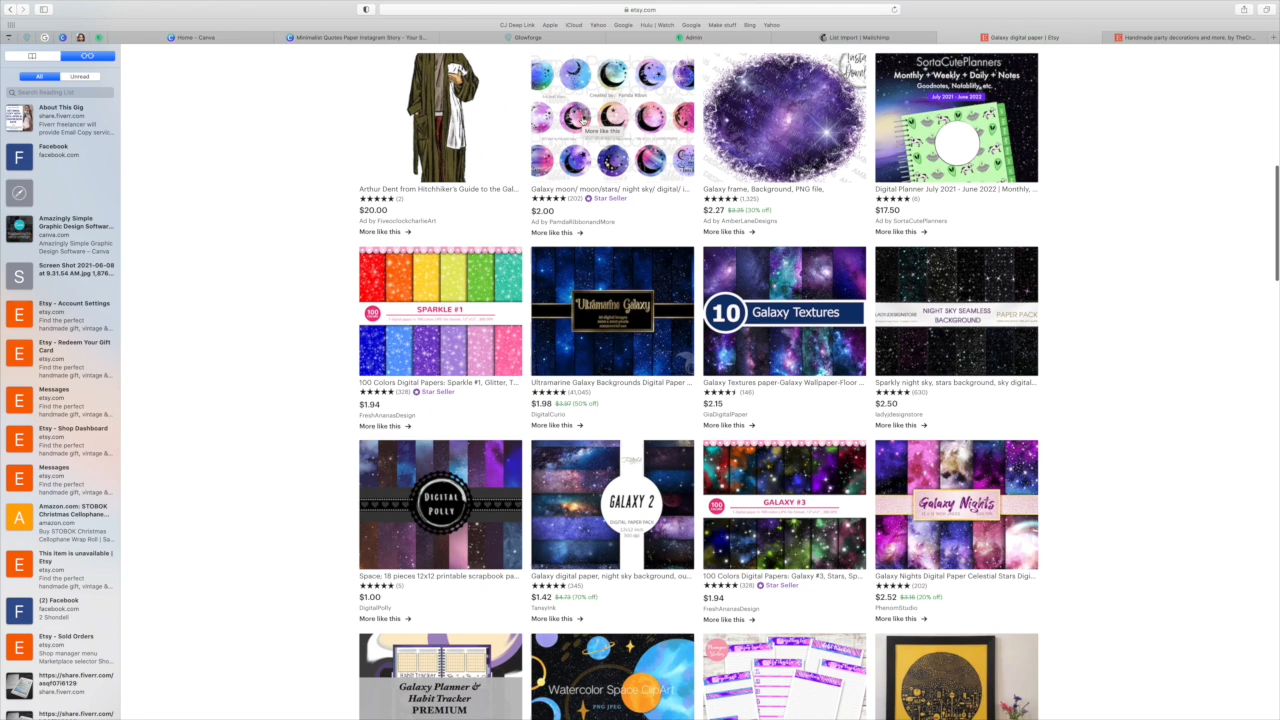 etsy.com
CJ Deep Link Apple iCloud Yahoo Google Hulu | Watch Google Make stuff Bing Yahoo
Home - Canva
Minimalist Quotes Paper Instagram Story - Your S...
Glowforge
Admin
List Import | Mailchimp
Galaxy digital paper | Etsy
Handmade party decorations and more. by TheCr...
All Unread
Search Reading List
About This Gig
share.fiverr.com
Fiverr freelancer will
provide Email Copy servic...
Facebook
facebook.com
Amazingly Simple
Graphic Design Softwar...
canva.com
Amazingly Simple Graphic
Design Software – Canva
Screen Shot 2021-06-08
at 9.31.54 AM.jpg 1,876...
Etsy - Account Settings
etsy.com
Find the perfect
handmade gift, vintage &...
Etsy - Redeem Your Gift
Card
etsy.com
Find the perfect
handmade gift, vintage &...
Messages
etsy.com
Find the perfect
handmade gift, vintage &...
Etsy - Shop Dashboard
etsy.com
Find the perfect
handmade gift, vintage &...
Messages
etsy.com
Find the perfect
handmade gift, vintage &...
Amazon.com: STOBOK
Christmas Cellophane...
amazon.com
Buy STOBOK Christmas
Cellophane Wrap Roll | Sa...
This item is unavailable |
Etsy
etsy.com
Find the perfect
handmade gift, vintage &...
(2) Facebook
facebook.com
2 Shondell
Etsy - Sold Orders
etsy.com
Shop manager menu
Marketplace selector Sho...
https://share.fiverr.com/
asqf07i6129
share.fiverr.com
https://share.fiverr.com/
Created by: Pamda Ribon
More like this
SortaCutePlanners
Monthly + Weekly + Daily + Notes
Goodnotes, Notability, etc.
July 2021 - June 2022
Arthur Dent from Hitchhiker's Guide to the Gal...
(2)
$20.00
Ad by FiveoclockcharlieArt
More like this →
Galaxy moon/ moon/stars/ night sky/ digital/ i...
(202) Star Seller
$2.00
Ad by PamdaRibbonandMore
More like this →
Galaxy frame, Background, PNG file,
(1,325)
$2.27 $3.25 (30% off)
Ad by AmberLaneDesigns
More like this →
Digital Planner July 2021 - June 2022 | Monthly, ...
(6)
$17.50
Ad by SortaCutePlanners
More like this →
100
SPARKLE #1
Ultramarine Galaxy
10 Galaxy Textures
LADYJDESIGNSTORE
NIGHT SKY SEAMLESS
BACKGROUND
PAPER PACK
100 Colors Digital Papers: Sparkle #1, Glitter, T...
(328) Star Seller
$1.94
FreshAnanasDesign
More like this →
Ultramarine Galaxy Backgrounds Digital Paper ...
(41,045)
$1.98 $3.97 (50% off)
DigitalCurio
More like this →
Galaxy Textures paper-Galaxy Wallpaper-Floor ...
(146)
$2.15
GiaDigitalPaper
More like this →
Sparkly night sky, stars background, sky digital...
(630)
$2.50
ladyjdesignstore
More like this →
DIGITAL
POLLY
GALAXY 2
DIGITAL PAPER PACK
12x12 inch
300 dpi
100
GALAXY #3
Galaxy Nights
Space; 18 pieces 12x12 printable scrapbook pa...
(5)
$1.00
DigitalPolly
More like this →
Galaxy digital paper, night sky background, ou...
(345)
$1.42 $4.73 (70% off)
TansyInk
More like this →
100 Colors Digital Papers: Galaxy #3, Stars, Sp...
(328) Star Seller
$1.94
FreshAnanasDesign
More like this →
Galaxy Nights Digital Paper Celestial Stars Digi...
(202)
$2.52 $3.16 (20% off)
PhenomStudio
More like this →
Habit Tracker
Galaxy Planner &
Habit Tracker
PREMIUM
Watercolor Space ClipArt
PNG JPEG